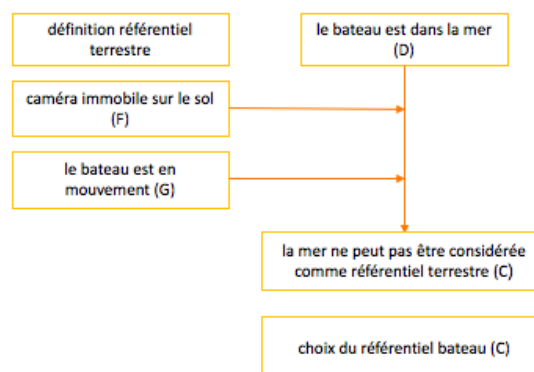 définition référentiel
terrestre
le bateau est dans la mer
(D)
caméra immobile sur le sol
(F)
le bateau est en
mouvement (G)
la mer ne peut pas être considérée
comme référentiel terrestre (C)
choix du référentiel bateau (C)